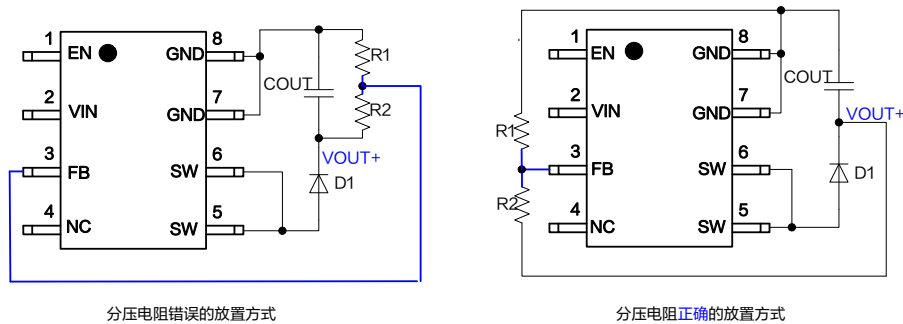 1 EN
2 VIN
3 FB
4 NC
8 GND
7 GND
6 SW
5 SW
COUT
R1
R2
VOUT+
D1
分压电阻错误的放置方式
1 EN
2 VIN
3 FB
4 NC
8 GND
7 GND
6 SW
5 SW
R1
R2
COUT
VOUT+
D1
分压电阻正确的放置方式